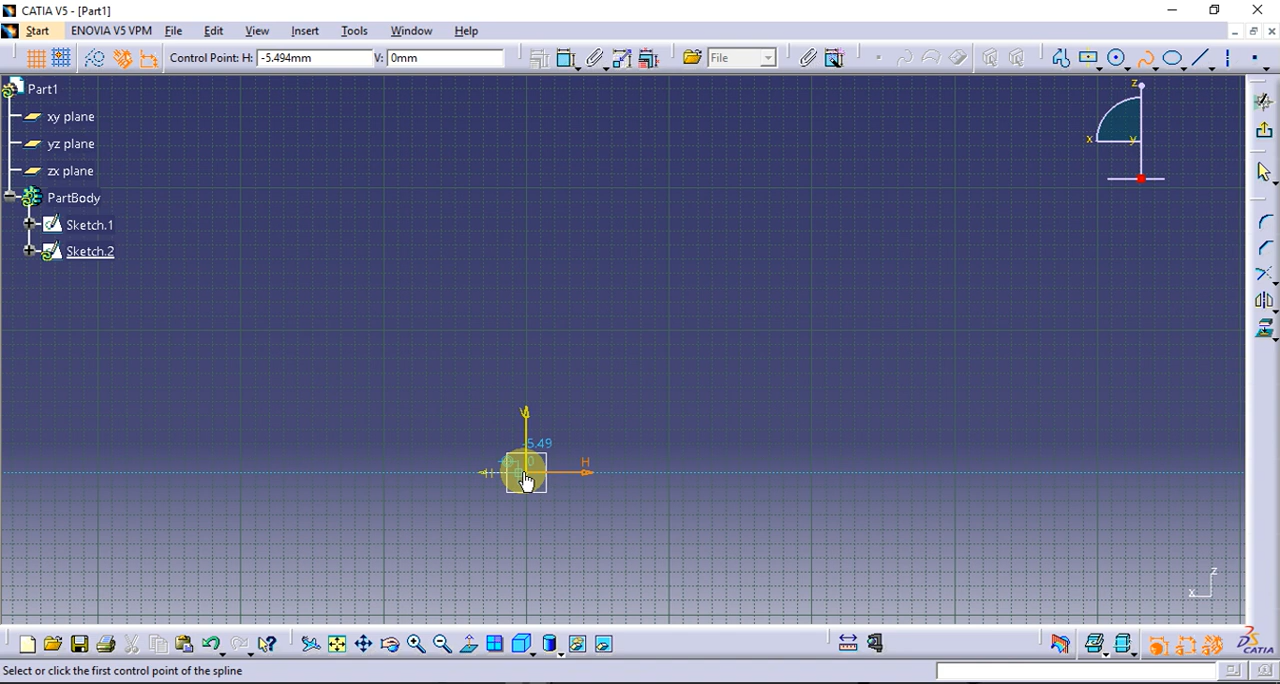 CATIA V5 - [Part1]
Start ENOVIA V5 VPM File Edit View Insert Tools Window Help
Control Point: H: -5.494mm V: 0mm File
Part1
xy plane
yz plane
zx plane
PartBody
Sketch.1
Sketch.2
z
x y
V
5.49
0
H H
z
x
CATIA
Select or click the first control point of the spline